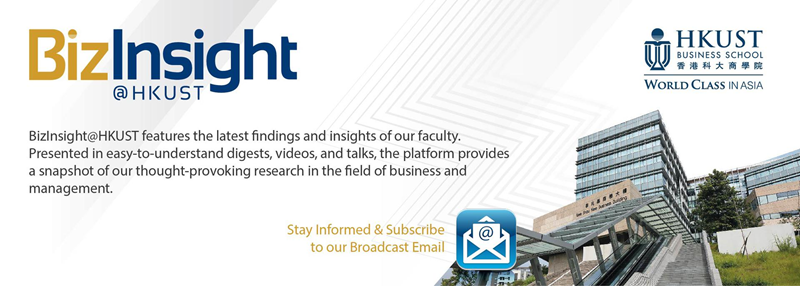 BizInsight
@HKUST
HKUST
BUSINESS SCHOOL
香港科大商學院
WORLD CLASS IN ASIA
BizInsight@HKUST features the latest findings and insights of our faculty.
Presented in easy-to-understand digests, videos, and talks, the platform provides
a snapshot of our thought-provoking research in the field of business and
management.
Stay Informed & Subscribe
to our Broadcast Email
@
Business Building